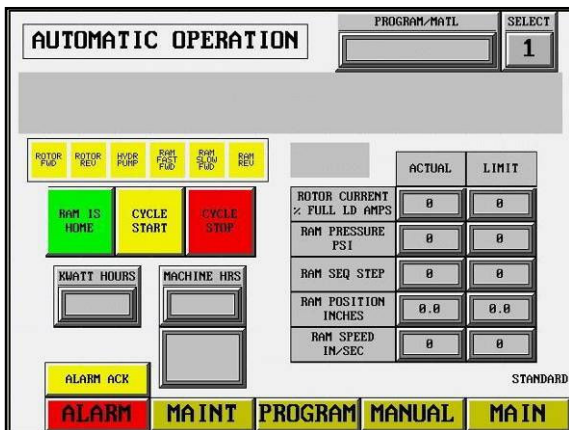 AUTOMATIC OPERATION
PROGRAM/MATL
SELECT
1
ROTOR FWD
ROTOR REV
HYDR PUMP
RAM FAST FWD
RAM SLOW FWD
RAM REV
RAM IS HOME
CYCLE START
CYCLE STOP
KWATT HOURS
MACHINE HRS
ACTUAL LIMIT
ROTOR CURRENT
% FULL LD AMPS
0 0
RAM PRESSURE
PSI
0 0
RAM SEQ STEP
0 0
RAM POSITION
INCHES
0.0 0.0
RAM SPEED
IN/SEC
0 0
ALARM ACK
STANDARD
ALARM MAINT PROGRAM MANUAL MAIN